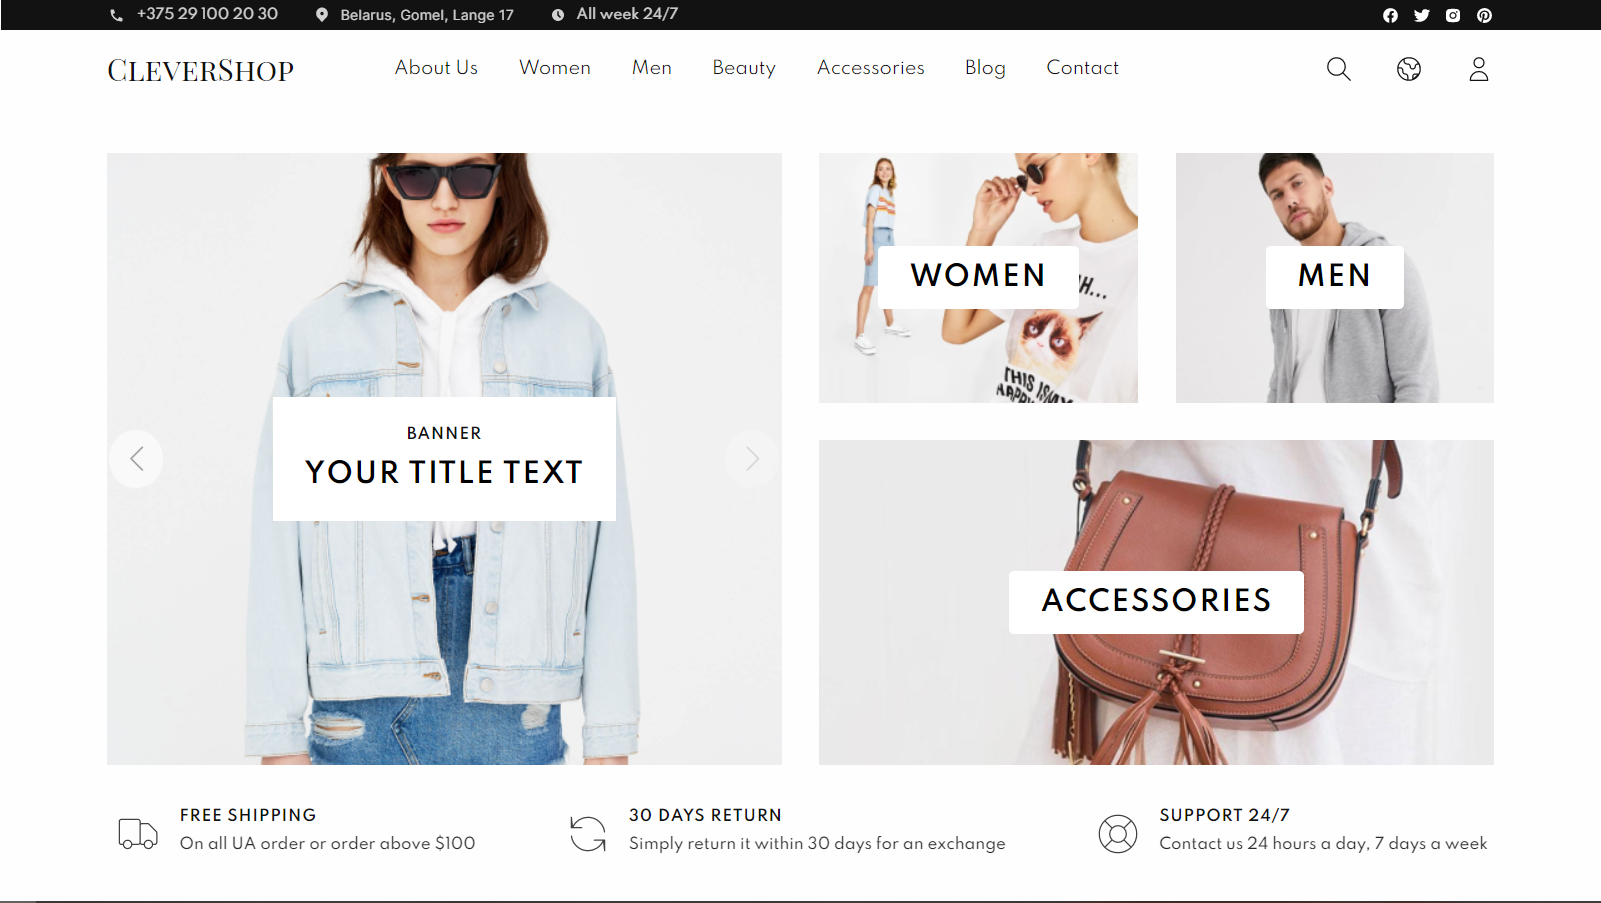 +375 29 100 20 30
Belarus, Gomel, Lange 17
All week 24/7
CLEVERSHOP
About Us
Women
Men
Beauty
Accessories
Blog
Contact
BANNER
YOUR TITLE TEXT
WOMEN
H...
THIS IS MY
MEN
ACCESSORIES
FREE SHIPPING
On all UA order or order above $100
30 DAYS RETURN
Simply return it within 30 days for an exchange
SUPPORT 24/7
Contact us 24 hours a day, 7 days a week